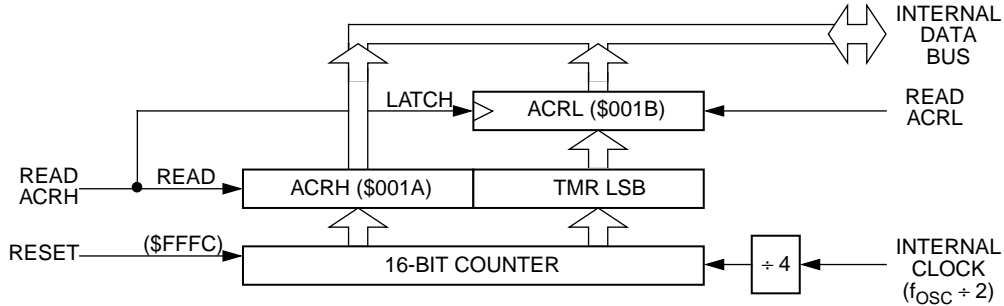 INTERNAL
DATA
BUS
LATCH
ACRL ($001B)
READ
ACRL
READ
ACRH
READ
ACRH ($001A)
TMR LSB
RESET
($FFFC)
16-BIT COUNTER
÷ 4
INTERNAL
CLOCK
(fOSC ÷ 2)